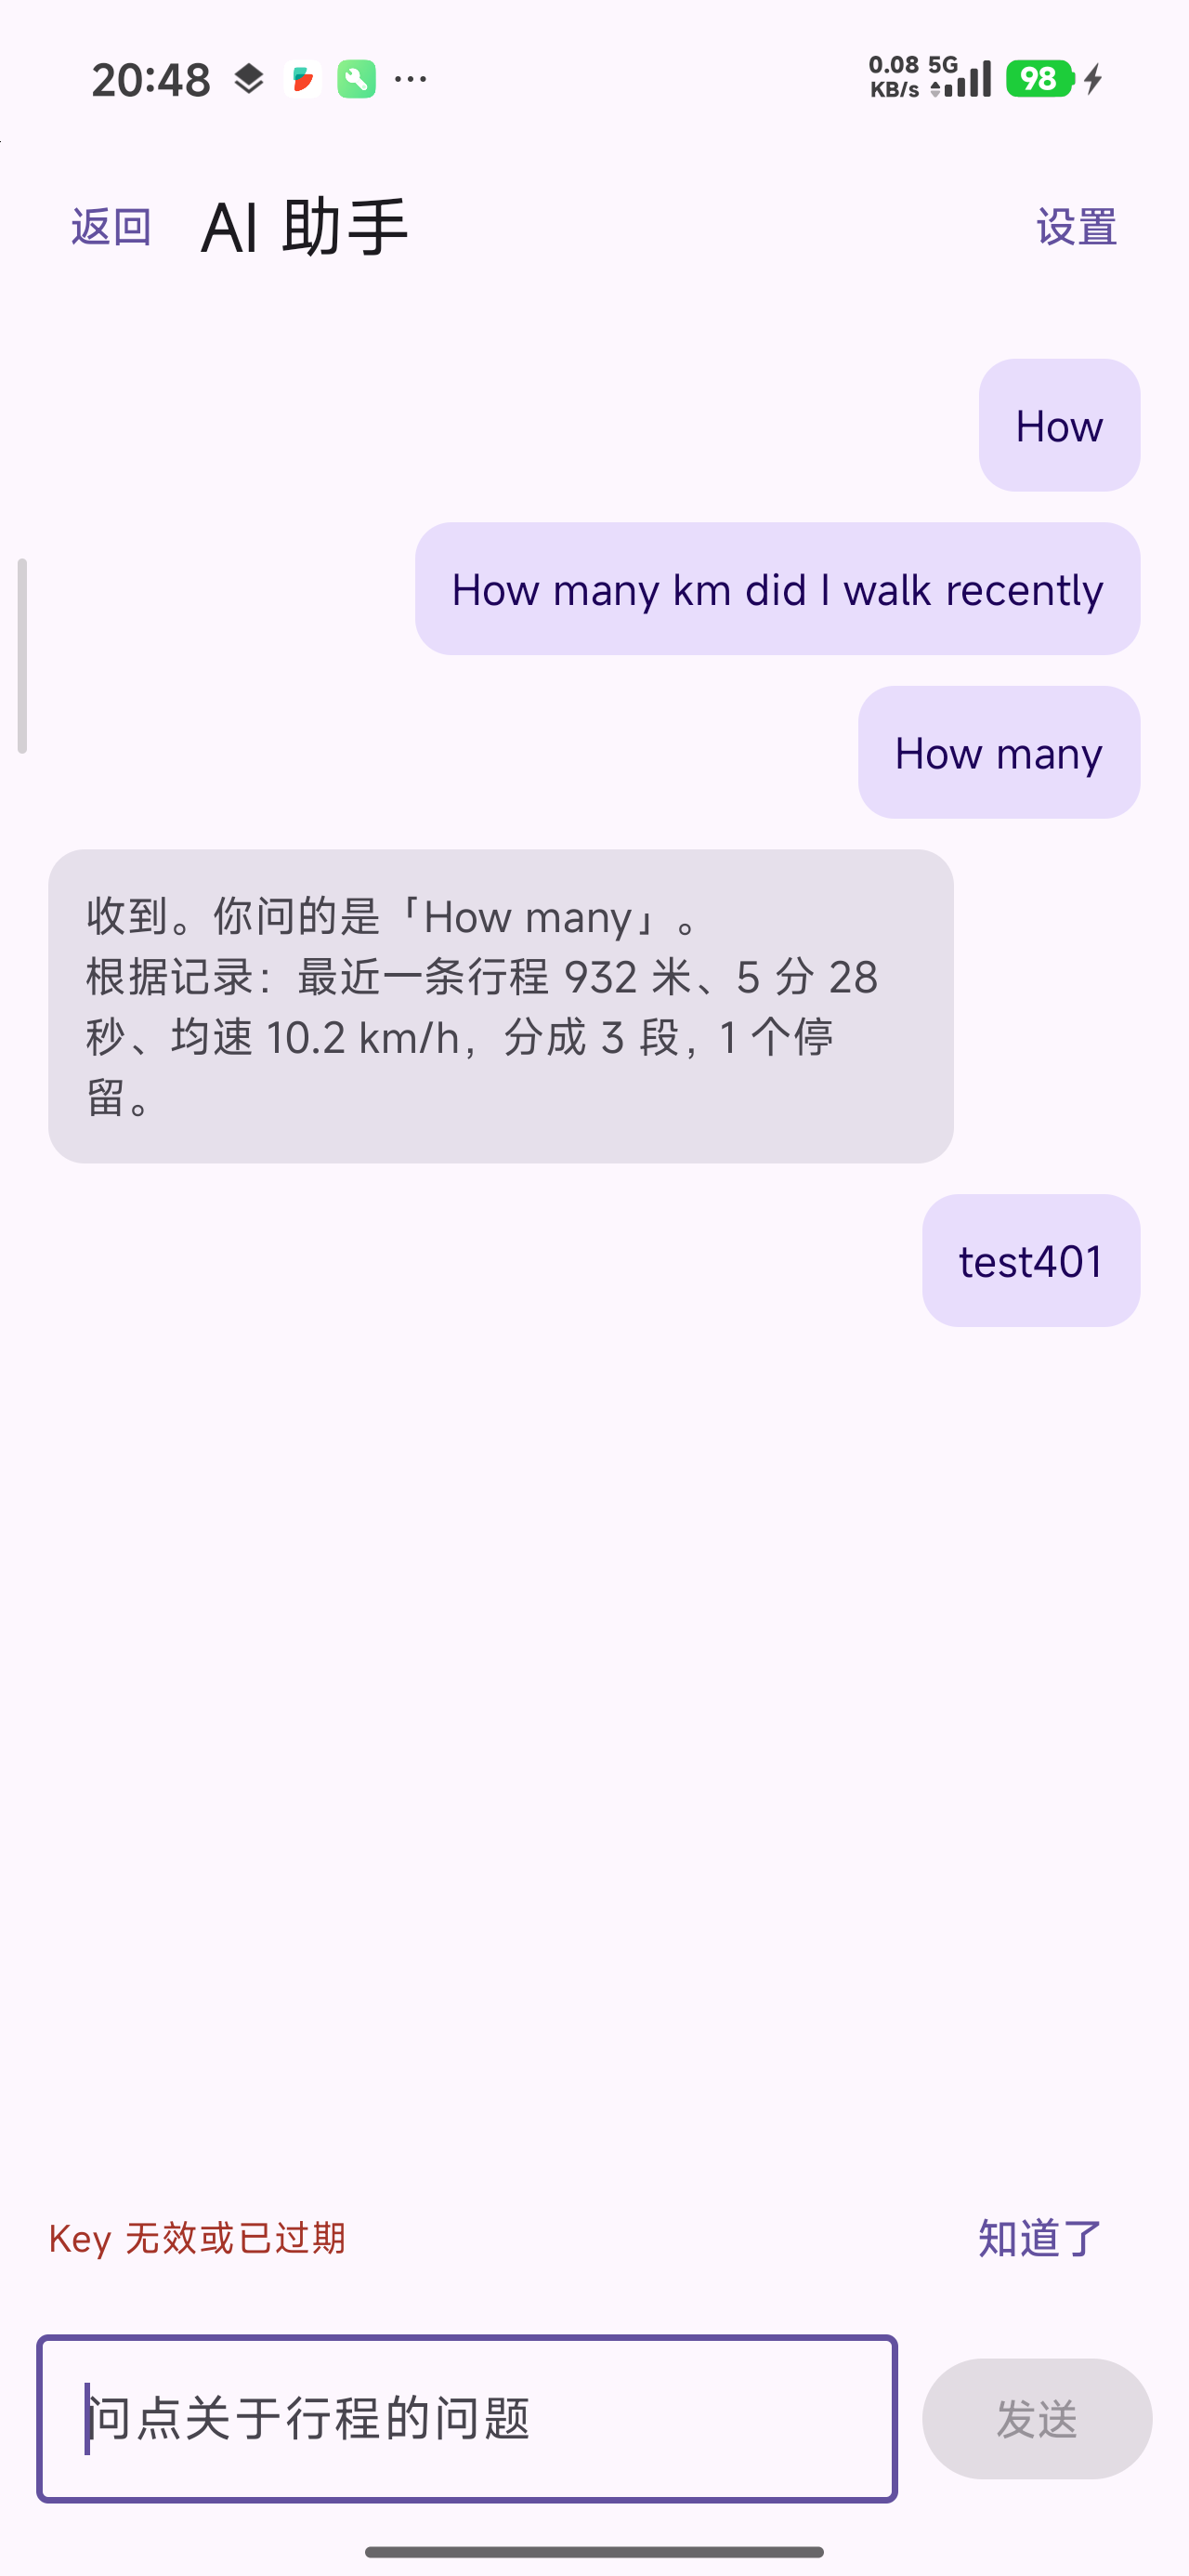 20:48
0.08 KB/s 5G 98
返回 AI 助手 设置
How
How many km did I walk recently
How many
收到。你问的是「How many」。
根据记录：最近一条行程 932 米、5 分 28
秒、均速 10.2 km/h，分成 3 段，1 个停
留。
test401
Key 无效或已过期 知道了
问点关于行程的问题 发送